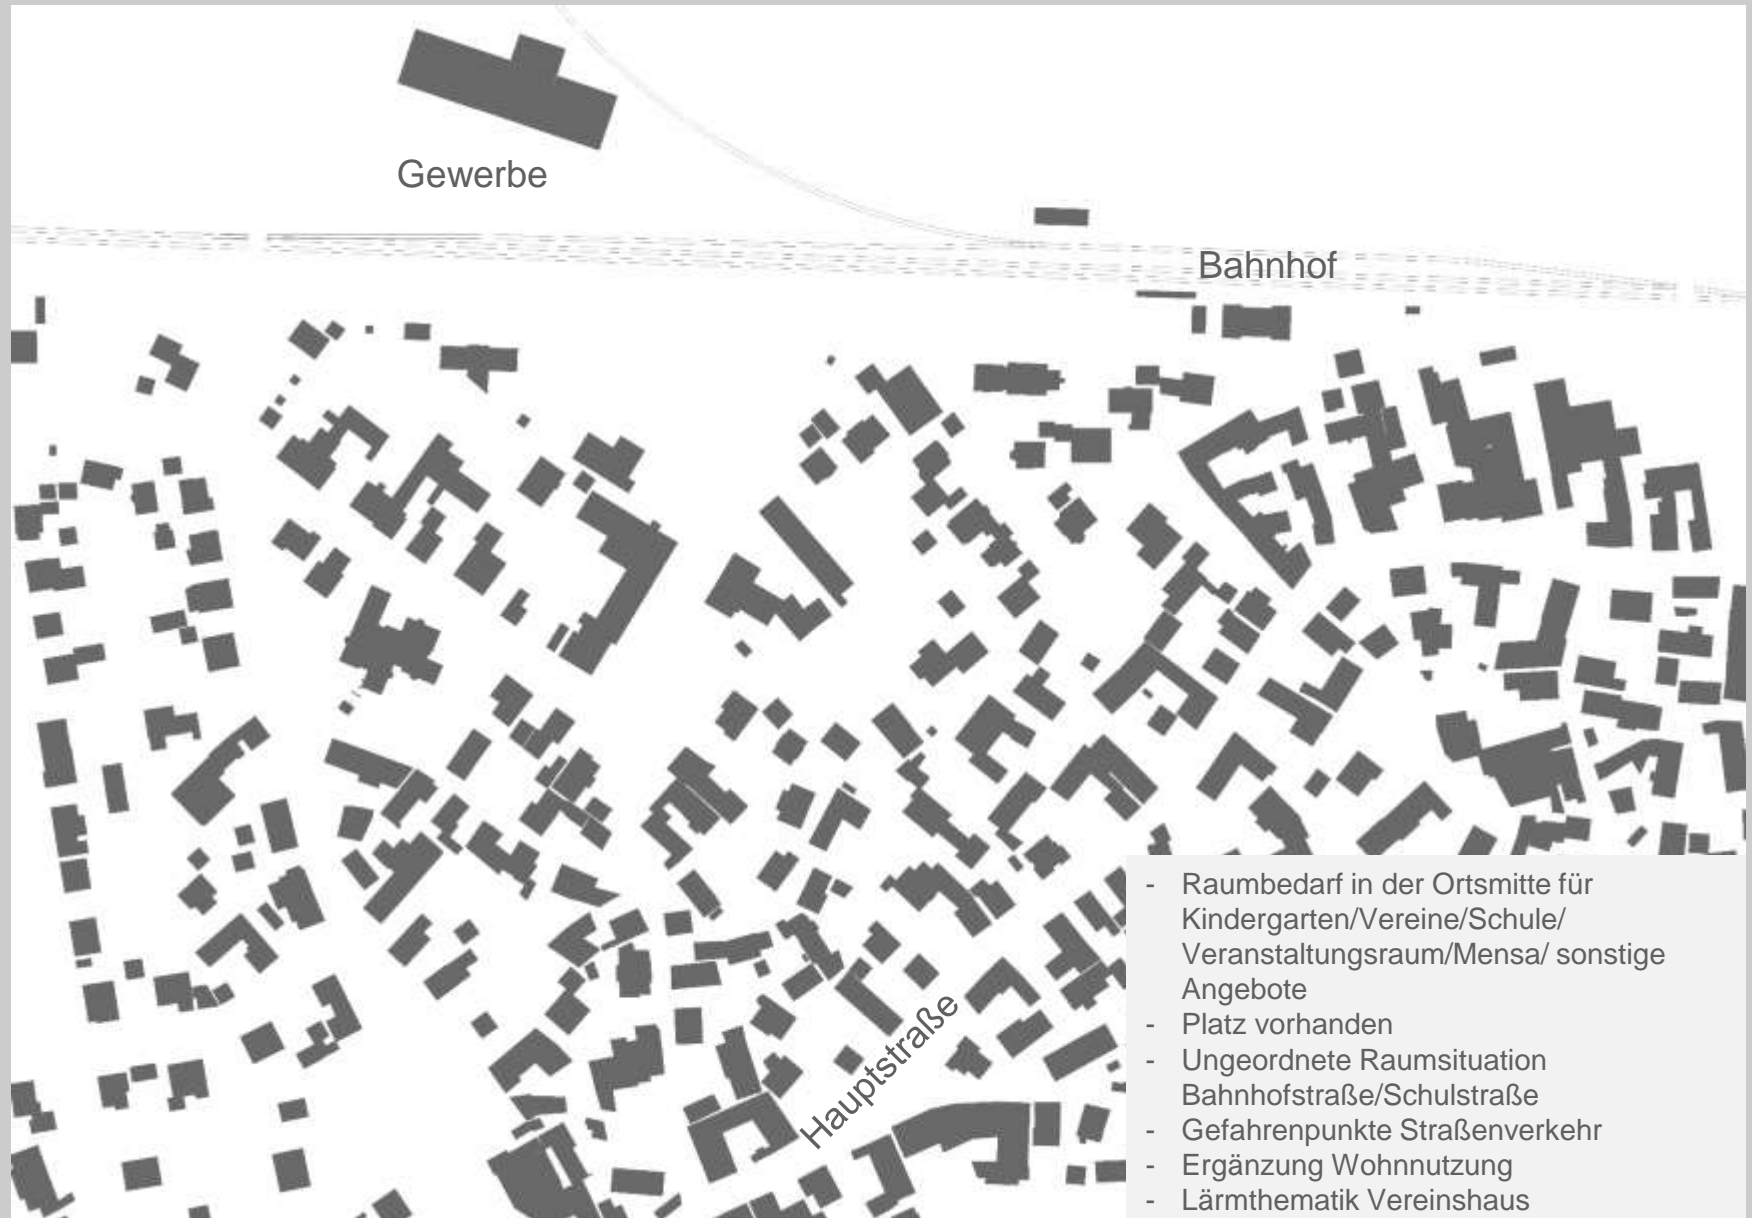 Gewerbe
Bahnhof
Hauptstraße
- Raumbedarf in der Ortsmitte für
Kindergarten/Vereine/Schule/
Veranstaltungsraum/Mensa/ sonstige
Angebote
- Platz vorhanden
- Ungeordnete Raumsituation
Bahnhofstraße/Schulstraße
- Gefahrenpunkte Straßenverkehr
- Ergänzung Wohnnutzung
- Lärmthematik Vereinshaus